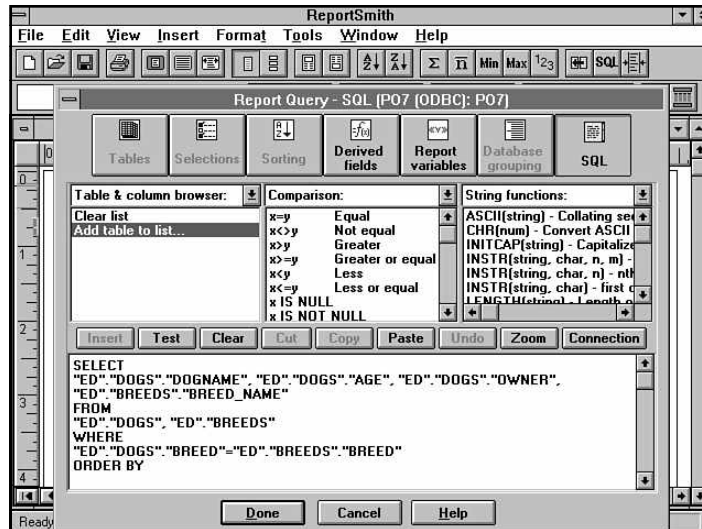 ReportSmith
File Edit View Insert Format Tools Window Help
Min Max 123 SQL
Report Query - SQL [PO7 (ODBC): PO7]
Tables Selections Sorting Derived fields Report variables Database grouping SQL
Table & column browser: Comparison: String functions:
Clear list
Add table to list...
x=y Equal
x<>y Not equal
x>y Greater
x>=y Greater or equal
x<y Less
x<=y Less or equal
x IS NULL
x IS NOT NULL
ASCII(string) - Collating se
CHR(num) - Convert ASCII
INITCAP(string) - Capitalize
INSTR(string, char, n, m) -
INSTR(string, char, n) - nth
INSTR(string, char) - first
LENGTH(string) - Length
Insert Test Clear Cut Copy Paste Undo Zoom Connection
SELECT
"ED"."DOGS"."DOGNAME", "ED"."DOGS"."AGE", "ED"."DOGS"."OWNER",
"ED"."BREEDS"."BREED_NAME"
FROM
"ED"."DOGS", "ED"."BREEDS"
WHERE
"ED"."DOGS"."BREED"="ED"."BREEDS"."BREED"
ORDER BY
Done Cancel Help
Ready